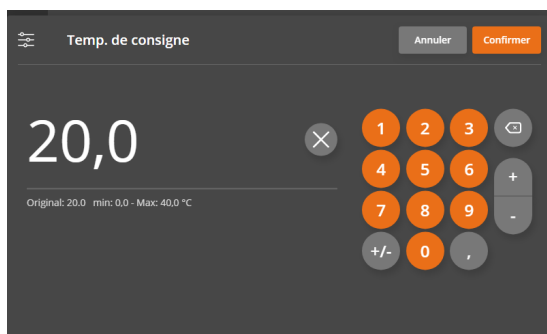 Temp. de consigne
Annuler
Confirmer
20,0
1 2 3
4 5 6 +
7 8 9 -
+/- 0 ,
Original: 20.0 min: 0,0 - Max: 40,0 °C